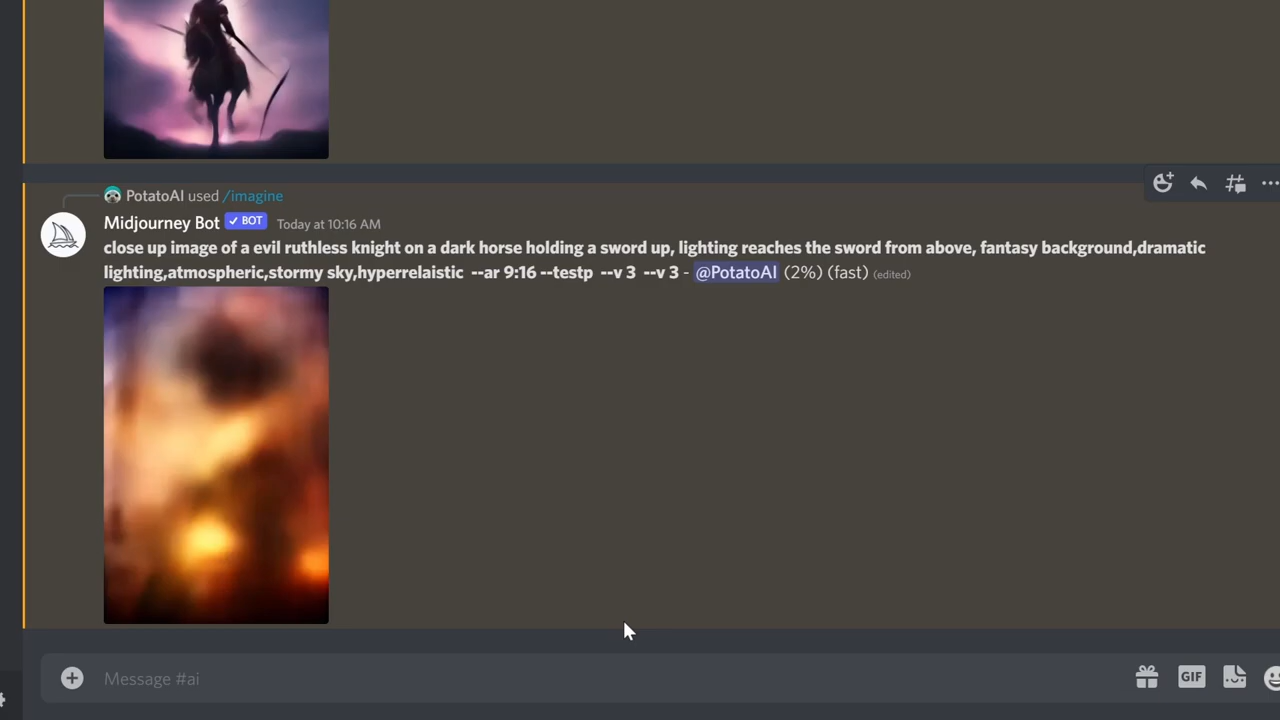 PotatoAI used /imagine
Midjourney Bot ✓ BOT Today at 10:16 AM
close up image of a evil ruthless knight on a dark horse holding a sword up, lighting reaches the sword from above, fantasy background,dramatic
lighting,atmospheric,stormy sky,hyperrelaistic --ar 9:16 --testp --v 3 --v 3 - @PotatoAI (2%) (fast) (edited)
Message #ai
GIF